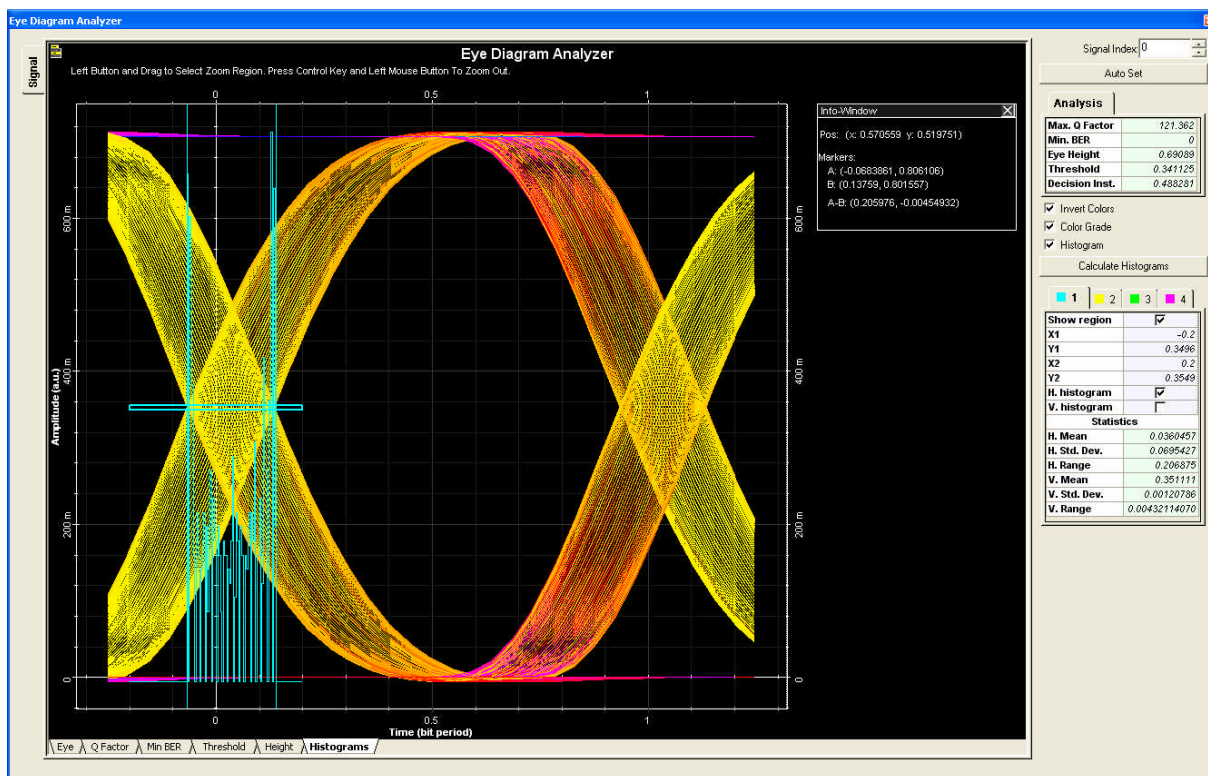 Eye Diagram Analyzer
Signal
Eye Diagram Analyzer
Left Button and Drag to Select Zoom Region. Press Control Key and Left Mouse Button To Zoom Out.
0 0.5 1
600 m
400 m
200 m
0
Amplitude (a.u.)
600 m
400 m
200 m
0
0 0.5 1
Time (bit period)
Info-Window
Pos: (x: 0.570559 y: 0.519751)
Markers:
A: (-0.0683861, 0.806106)
B: (0.13759, 0.801557)
A-B: (0.205976, -0.00454932)
Eye Q Factor Min BER Threshold Height Histograms
Signal Index: 0
Auto Set
Analysis
Max. Q Factor 121.362
Min. BER 0
Eye Height 0.69089
Threshold 0.341125
Decision Inst. 0.488281
Invert Colors
Color Grade
Histogram
Calculate Histograms
1 2 3 4
Show region
X1 -0.2
Y1 0.3496
X2 0.2
Y2 0.3549
H. histogram
V. histogram
Statistics
H. Mean 0.0360457
H. Std. Dev. 0.0695427
H. Range 0.206875
V. Mean 0.351111
V. Std. Dev. 0.00120786
V. Range 0.00432114070